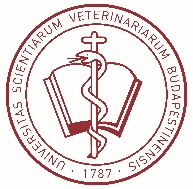 UNIVERSITAS SCIENTIARUM VETERINARIARUM BUDAPESTINENSIS
· 1787 ·